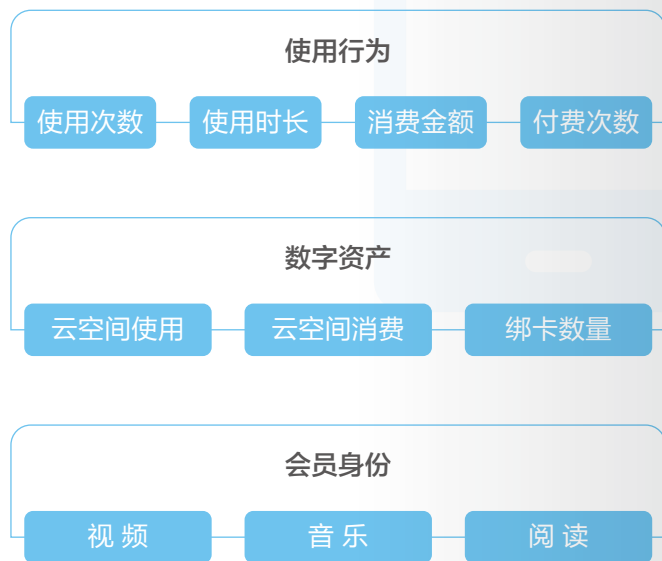 使用行为
使用次数 使用时长 消费金额 付费次数
数字资产
云空间使用 云空间消费 绑卡数量
会员身份
视 频 音 乐 阅 读